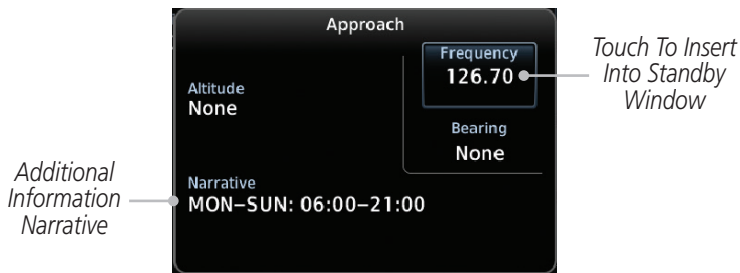 Approach
Frequency
126.70
Touch To Insert
Into Standby
Window
Altitude
None
Bearing
None
Additional
Information
Narrative
Narrative
MON–SUN: 06:00–21:00